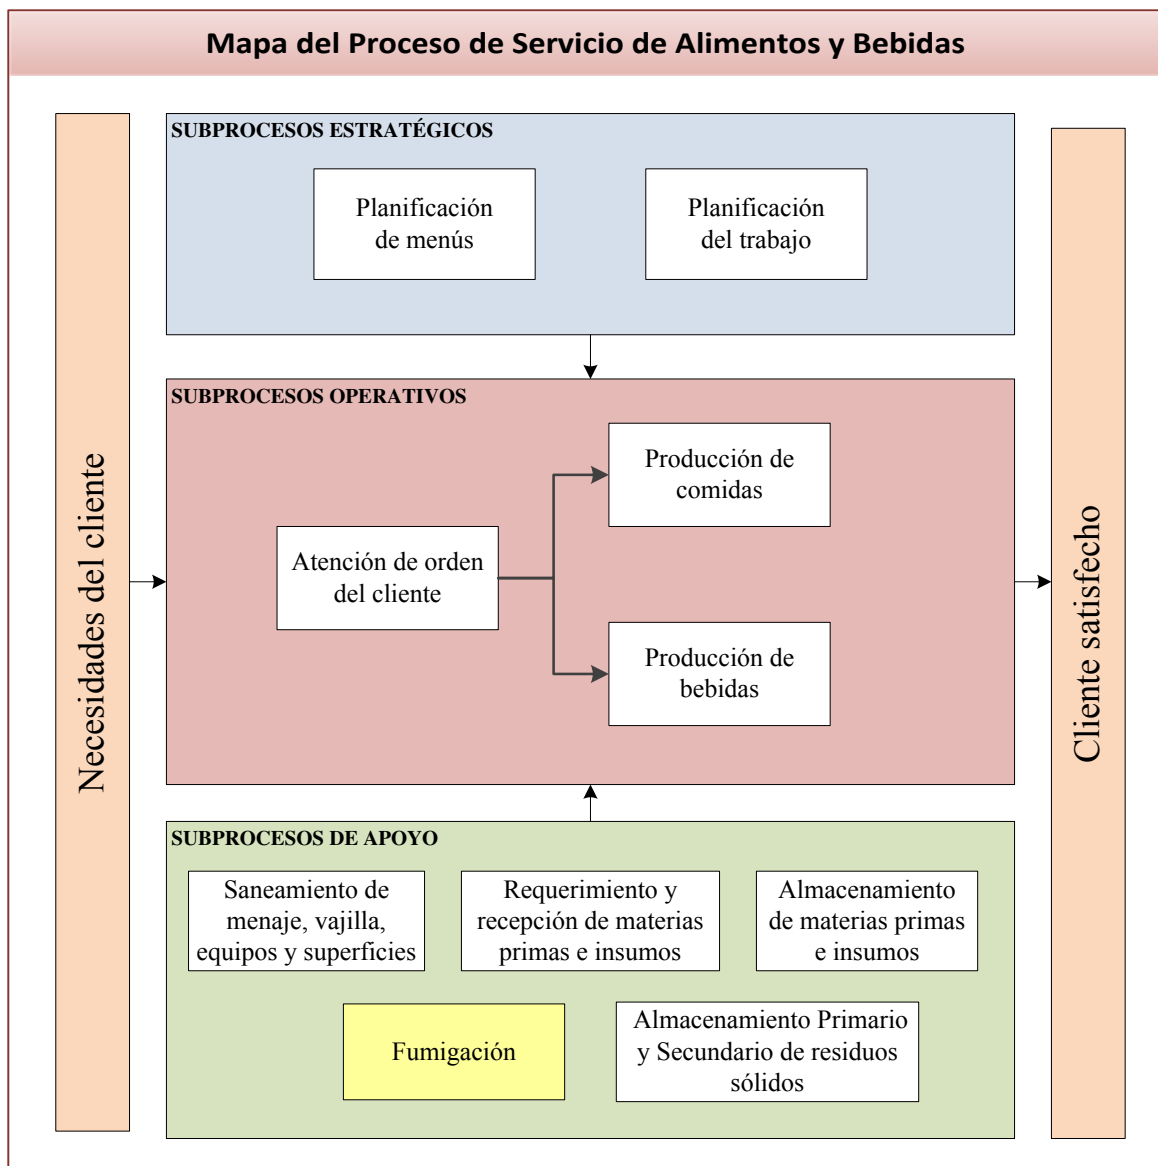 Mapa del Proceso de Servicio de Alimentos y Bebidas
Necesidades del cliente
SUBPROCESOS ESTRATÉGICOS
Planificación
de menús
Planificación
del trabajo
SUBPROCESOS OPERATIVOS
Atención de orden
del cliente
Producción de
comidas
Producción de
bebidas
SUBPROCESOS DE APOYO
Saneamiento de
menaje, vajilla,
equipos y superficies
Requerimiento y
recepción de materias
primas e insumos
Almacenamiento
de materias primas
e insumos
Fumigación
Almacenamiento Primario
y Secundario de residuos
sólidos
Cliente satisfecho